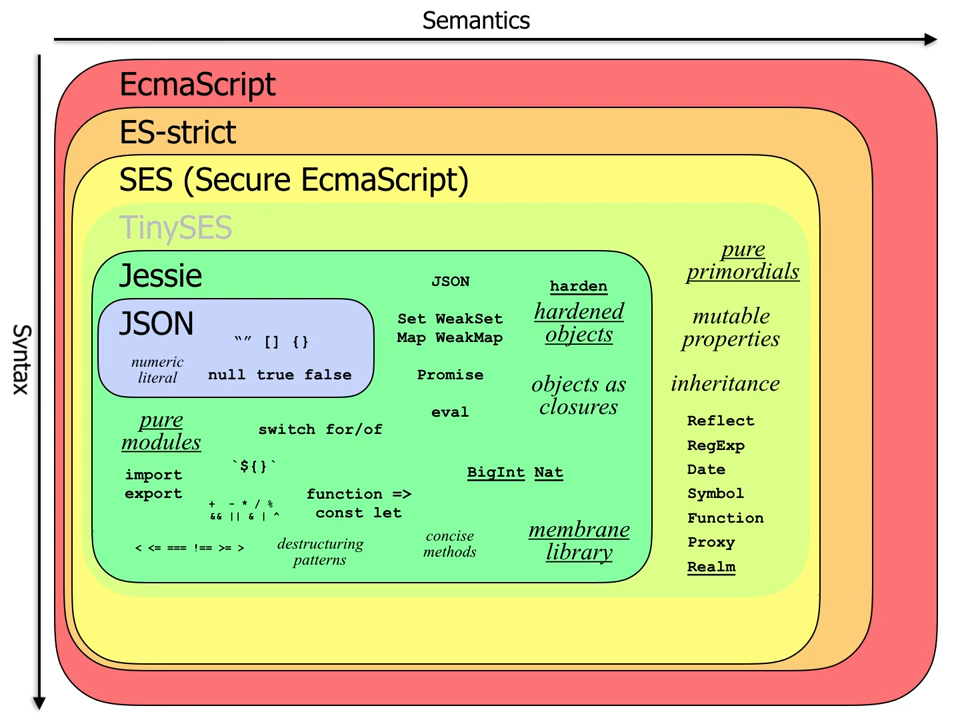 Semantics
Syntax
EcmaScript
ES-strict
SES (Secure EcmaScript)
TinySES
Jessie
JSON
“” [] {}
numeric
literal
null true false
JSON
Set WeakSet
Map WeakMap
Promise
eval
harden
hardened
objects
objects as
closures
pure
modules
import
export
switch for/of
`${}`
+ - * / %
&& || & | ^
function =>
const let
BigInt Nat
< <= === !== >= >
destructuring
patterns
concise
methods
membrane
library
pure
primordials
mutable
properties
inheritance
Reflect
RegExp
Date
Symbol
Function
Proxy
Realm